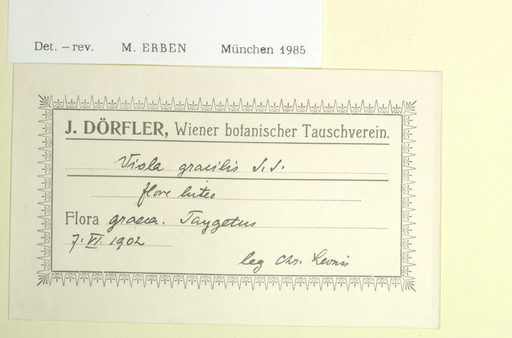 Det. – rev. M. ERBEN München 1985
J. DÖRFLER, Wiener botanischer Tauschverein.
Viola gracilis S. S.
flore luteo
Flora graeca. Taygetus
7. VI. 1902
leg Chr. Leonis